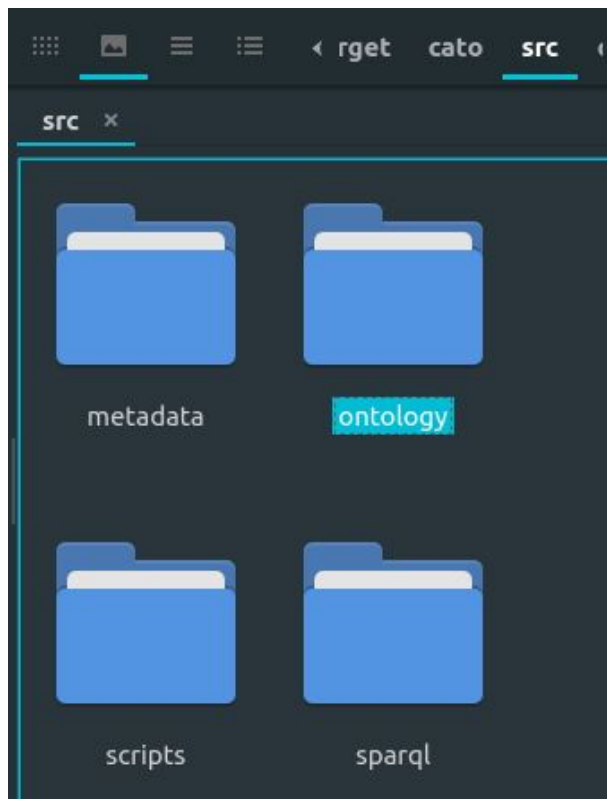 rget cato src
src ×
metadata ontology
scripts sparql